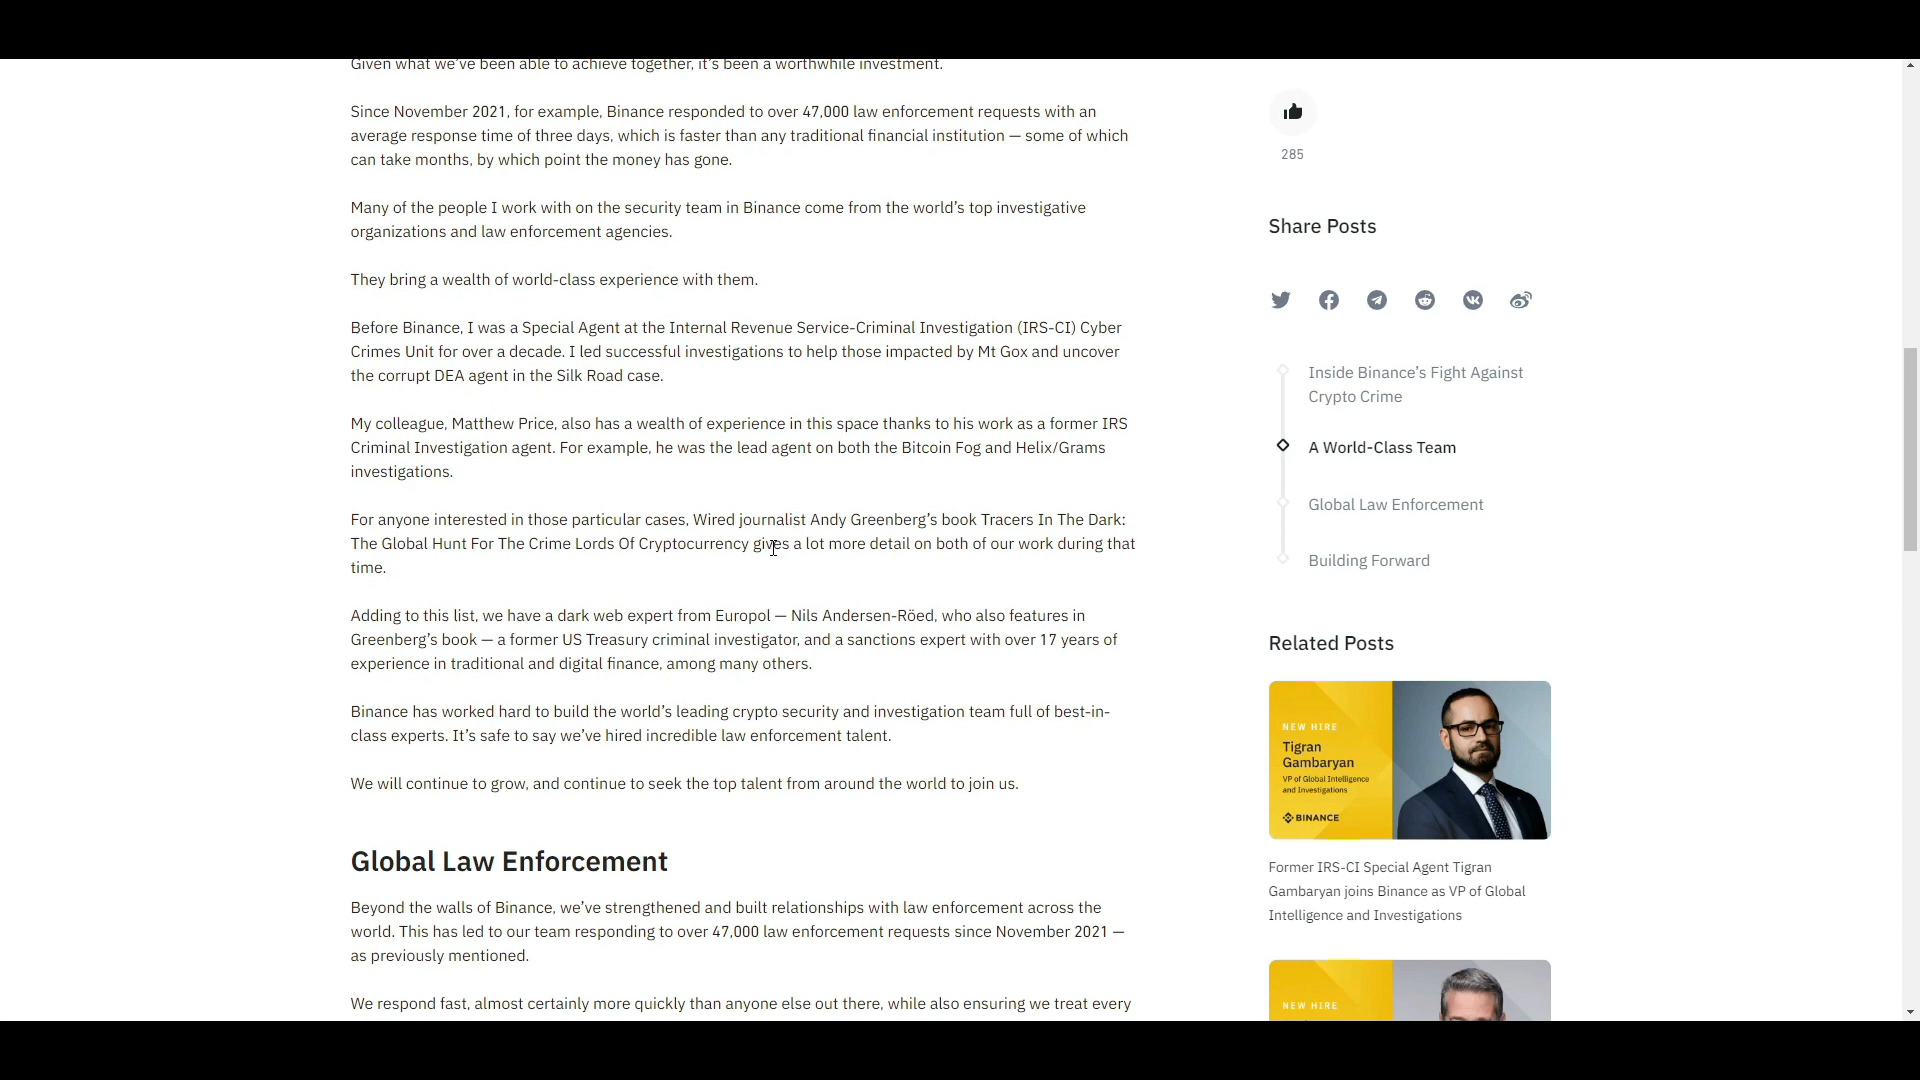 Given what we've been able to achieve together, it's been a worthwhile investment.
Since November 2021, for example, Binance responded to over 47,000 law enforcement requests with an
average response time of three days, which is faster than any traditional financial institution — some of which
can take months, by which point the money has gone.
Many of the people I work with on the security team in Binance come from the world's top investigative
organizations and law enforcement agencies.
They bring a wealth of world-class experience with them.
Before Binance, I was a Special Agent at the Internal Revenue Service-Criminal Investigation (IRS-CI) Cyber
Crimes Unit for over a decade. I led successful investigations to help those impacted by Mt Gox and uncover
the corrupt DEA agent in the Silk Road case.
My colleague, Matthew Price, also has a wealth of experience in this space thanks to his work as a former IRS
Criminal Investigation agent. For example, he was the lead agent on both the Bitcoin Fog and Helix/Grams
investigations.
For anyone interested in those particular cases, Wired journalist Andy Greenberg's book Tracers In The Dark:
The Global Hunt For The Crime Lords Of Cryptocurrency gives a lot more detail on both of our work during that
time.
Adding to this list, we have a dark web expert from Europol — Nils Andersen-Röed, who also features in
Greenberg's book — a former US Treasury criminal investigator, and a sanctions expert with over 17 years of
experience in traditional and digital finance, among many others.
Binance has worked hard to build the world's leading crypto security and investigation team full of best-in-
class experts. It's safe to say we've hired incredible law enforcement talent.
We will continue to grow, and continue to seek the top talent from around the world to join us.
Global Law Enforcement
Beyond the walls of Binance, we've strengthened and built relationships with law enforcement across the
world. This has led to our team responding to over 47,000 law enforcement requests since November 2021 —
as previously mentioned.
We respond fast, almost certainly more quickly than anyone else out there, while also ensuring we treat every
285
Share Posts
Inside Binance's Fight Against
Crypto Crime
A World-Class Team
Global Law Enforcement
Building Forward
Related Posts
NEW HIRE
Tigran
Gambaryan
VP of Global Intelligence
and Investigations
BINANCE
Former IRS-CI Special Agent Tigran
Gambaryan joins Binance as VP of Global
Intelligence and Investigations
NEW HIRE